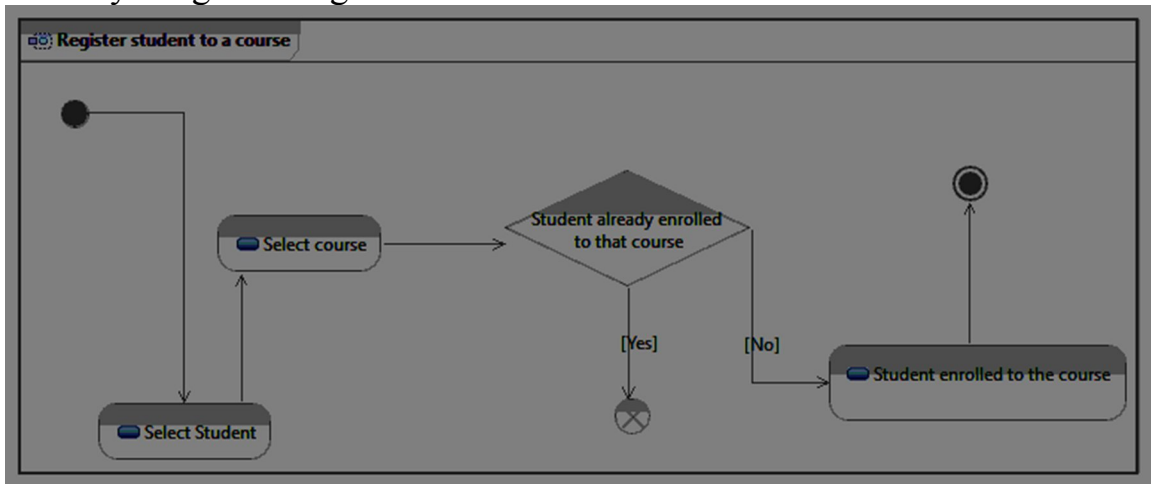 Register student to a course
Student already enrolled
to that course
Select course
[Yes]
[No]
Student enrolled to the course
Select Student